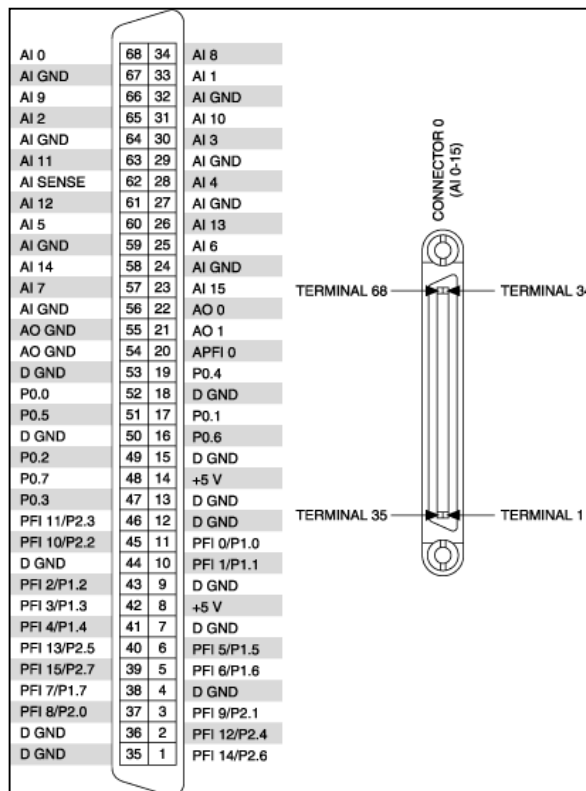 AI 0 68 34 AI 8
AI GND 67 33 AI 1
AI 9 66 32 AI GND
AI 2 65 31 AI 10
AI GND 64 30 AI 3
AI 11 63 29 AI GND
AI SENSE 62 28 AI 4
AI 12 61 27 AI GND
AI 5 60 26 AI 13
AI GND 59 25 AI 6
AI 14 58 24 AI GND
AI 7 57 23 AI 15
AI GND 56 22 AO 0
AO GND 55 21 AO 1
AO GND 54 20 APFI 0
D GND 53 19 P0.4
P0.0 52 18 D GND
P0.5 51 17 P0.1
D GND 50 16 P0.6
P0.2 49 15 D GND
P0.7 48 14 +5 V
P0.3 47 13 D GND
PFI 11/P2.3 46 12 D GND
PFI 10/P2.2 45 11 PFI 0/P1.0
D GND 44 10 PFI 1/P1.1
PFI 2/P1.2 43 9 D GND
PFI 3/P1.3 42 8 +5 V
PFI 4/P1.4 41 7 D GND
PFI 13/P2.5 40 6 PFI 5/P1.5
PFI 15/P2.7 39 5 PFI 6/P1.6
PFI 7/P1.7 38 4 D GND
PFI 8/P2.0 37 3 PFI 9/P2.1
D GND 36 2 PFI 12/P2.4
D GND 35 1 PFI 14/P2.6
CONNECTOR 0
(AI 0-15)
TERMINAL 68 TERMINAL 34
TERMINAL 35 TERMINAL 1